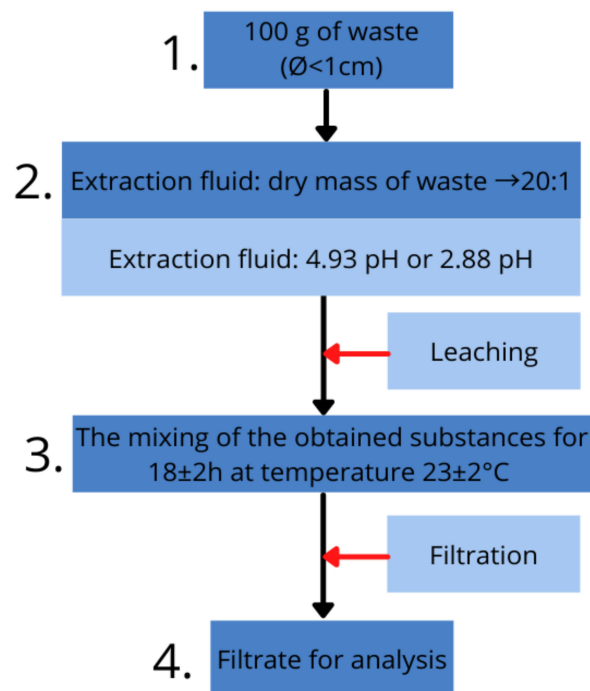 1.
100 g of waste
(Ø<1cm)
2.
Extraction fluid: dry mass of waste →20:1
Extraction fluid: 4.93 pH or 2.88 pH
Leaching
3.
The mixing of the obtained substances for
18±2h at temperature 23±2°C
Filtration
4.
Filtrate for analysis